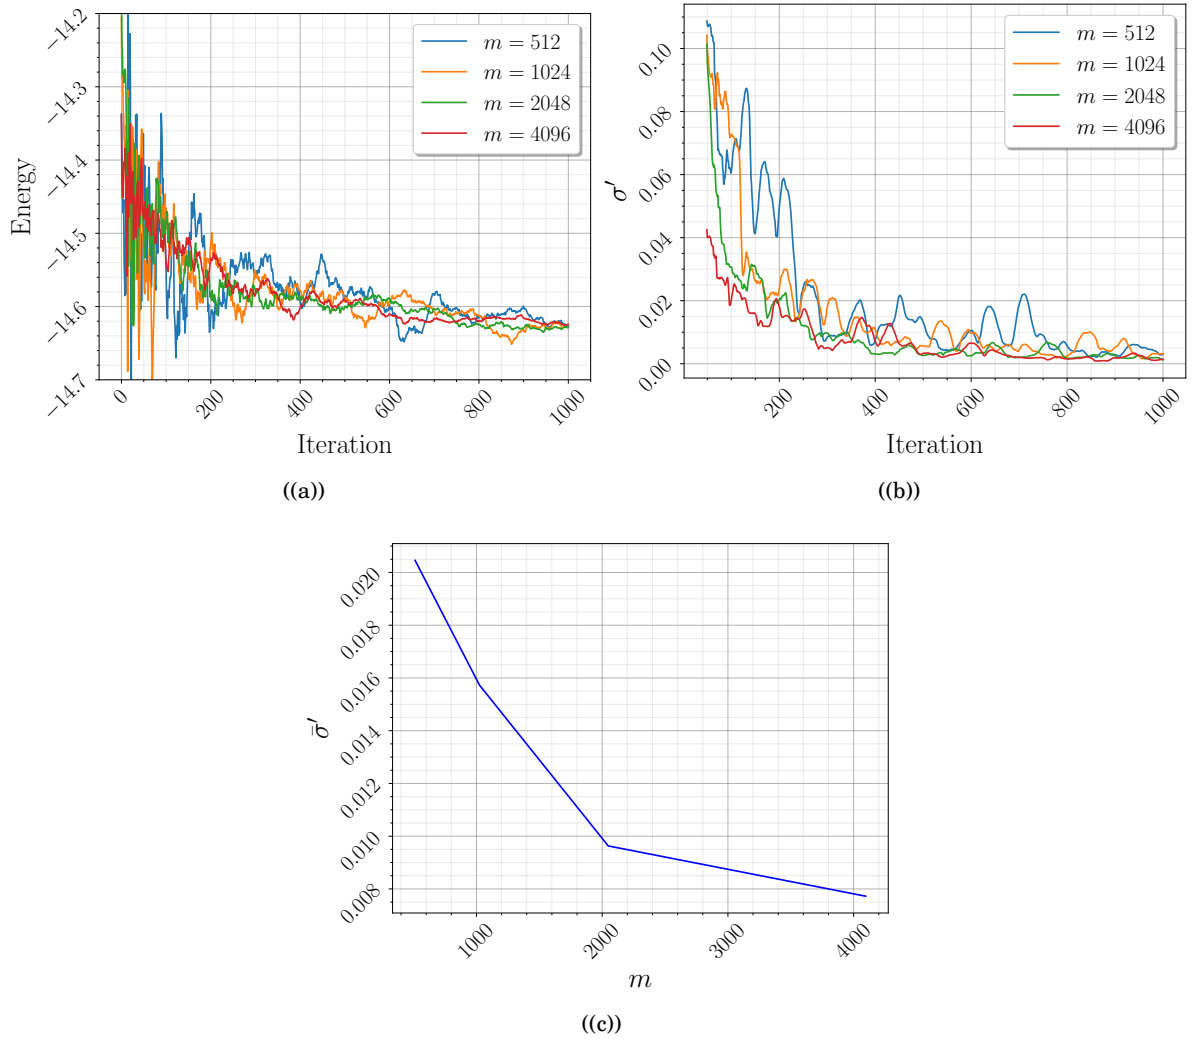 −14.2
−14.3
−14.4
−14.5
−14.6
−14.7
Energy
0
200
400
600
800
1000
Iteration
m = 512
m = 1024
m = 2048
m = 4096
((a))
0.10
0.08
0.06
0.04
0.02
0.00
σ′
200
400
600
800
1000
Iteration
m = 512
m = 1024
m = 2048
m = 4096
((b))
0.020
0.018
0.016
0.014
0.012
0.010
0.008
σ̄′
1000
2000
3000
4000
m
((c))